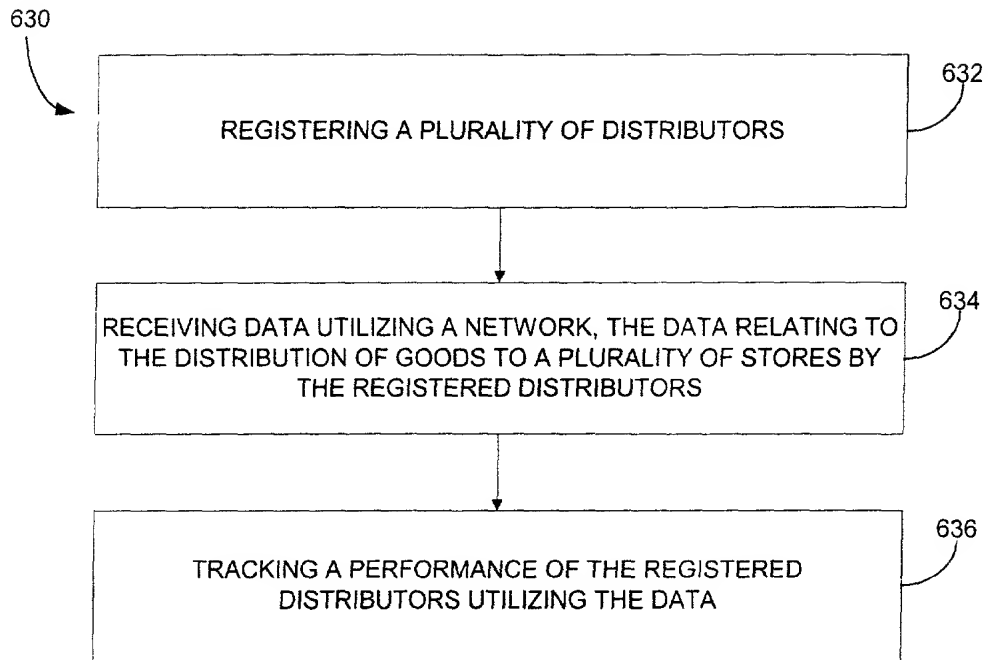 630
632
REGISTERING A PLURALITY OF DISTRIBUTORS
634
RECEIVING DATA UTILIZING A NETWORK, THE DATA RELATING TO
THE DISTRIBUTION OF GOODS TO A PLURALITY OF STORES BY
THE REGISTERED DISTRIBUTORS
636
TRACKING A PERFORMANCE OF THE REGISTERED
DISTRIBUTORS UTILIZING THE DATA